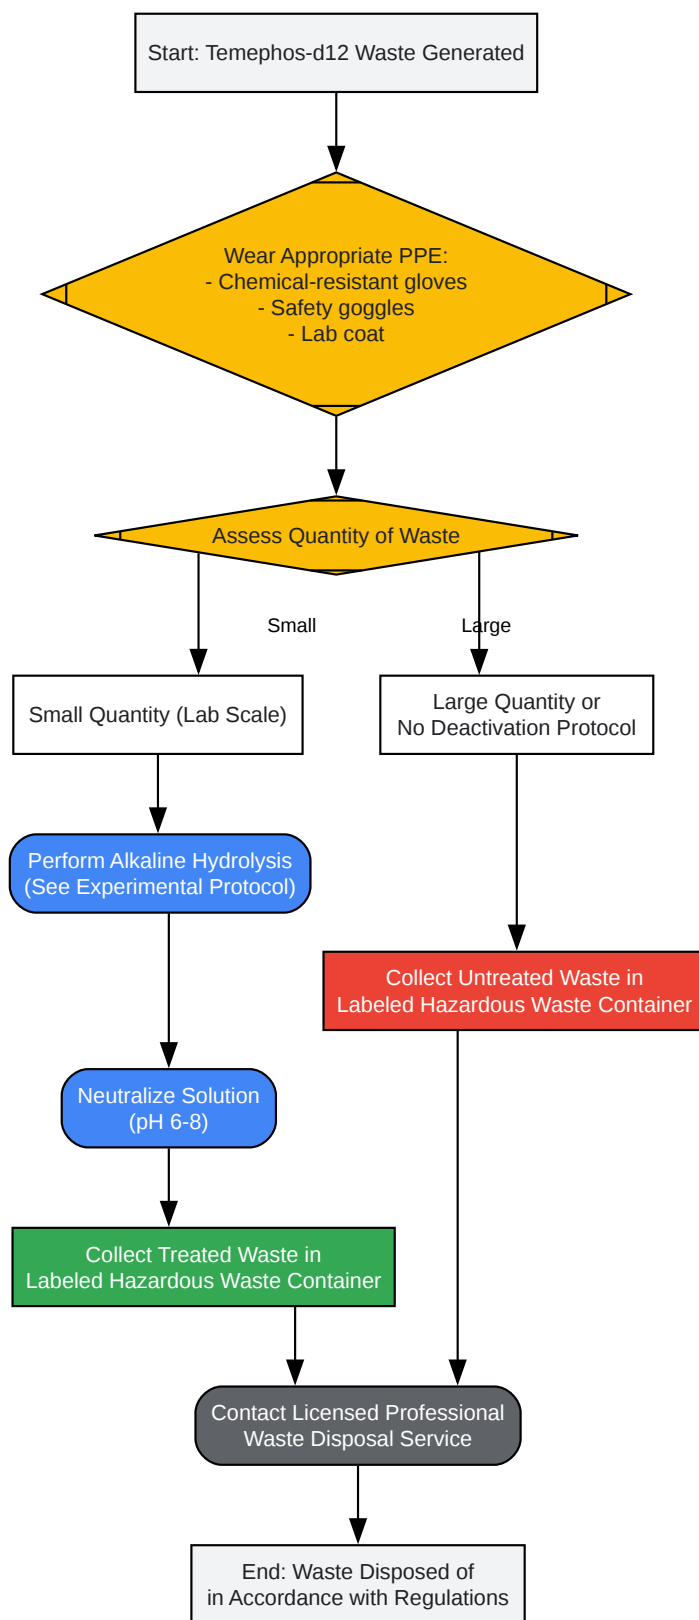 Start: Temephos-d12 Waste Generated
Wear Appropriate PPE:
- Chemical-resistant gloves
- Safety goggles
- Lab coat
Assess Quantity of Waste
Small
Large
Small Quantity (Lab Scale)
Large Quantity or
No Deactivation Protocol
Perform Alkaline Hydrolysis
(See Experimental Protocol)
Collect Untreated Waste in
Labeled Hazardous Waste Container
Neutralize Solution
(pH 6-8)
Collect Treated Waste in
Labeled Hazardous Waste Container
Contact Licensed Professional
Waste Disposal Service
End: Waste Disposed of
in Accordance with Regulations